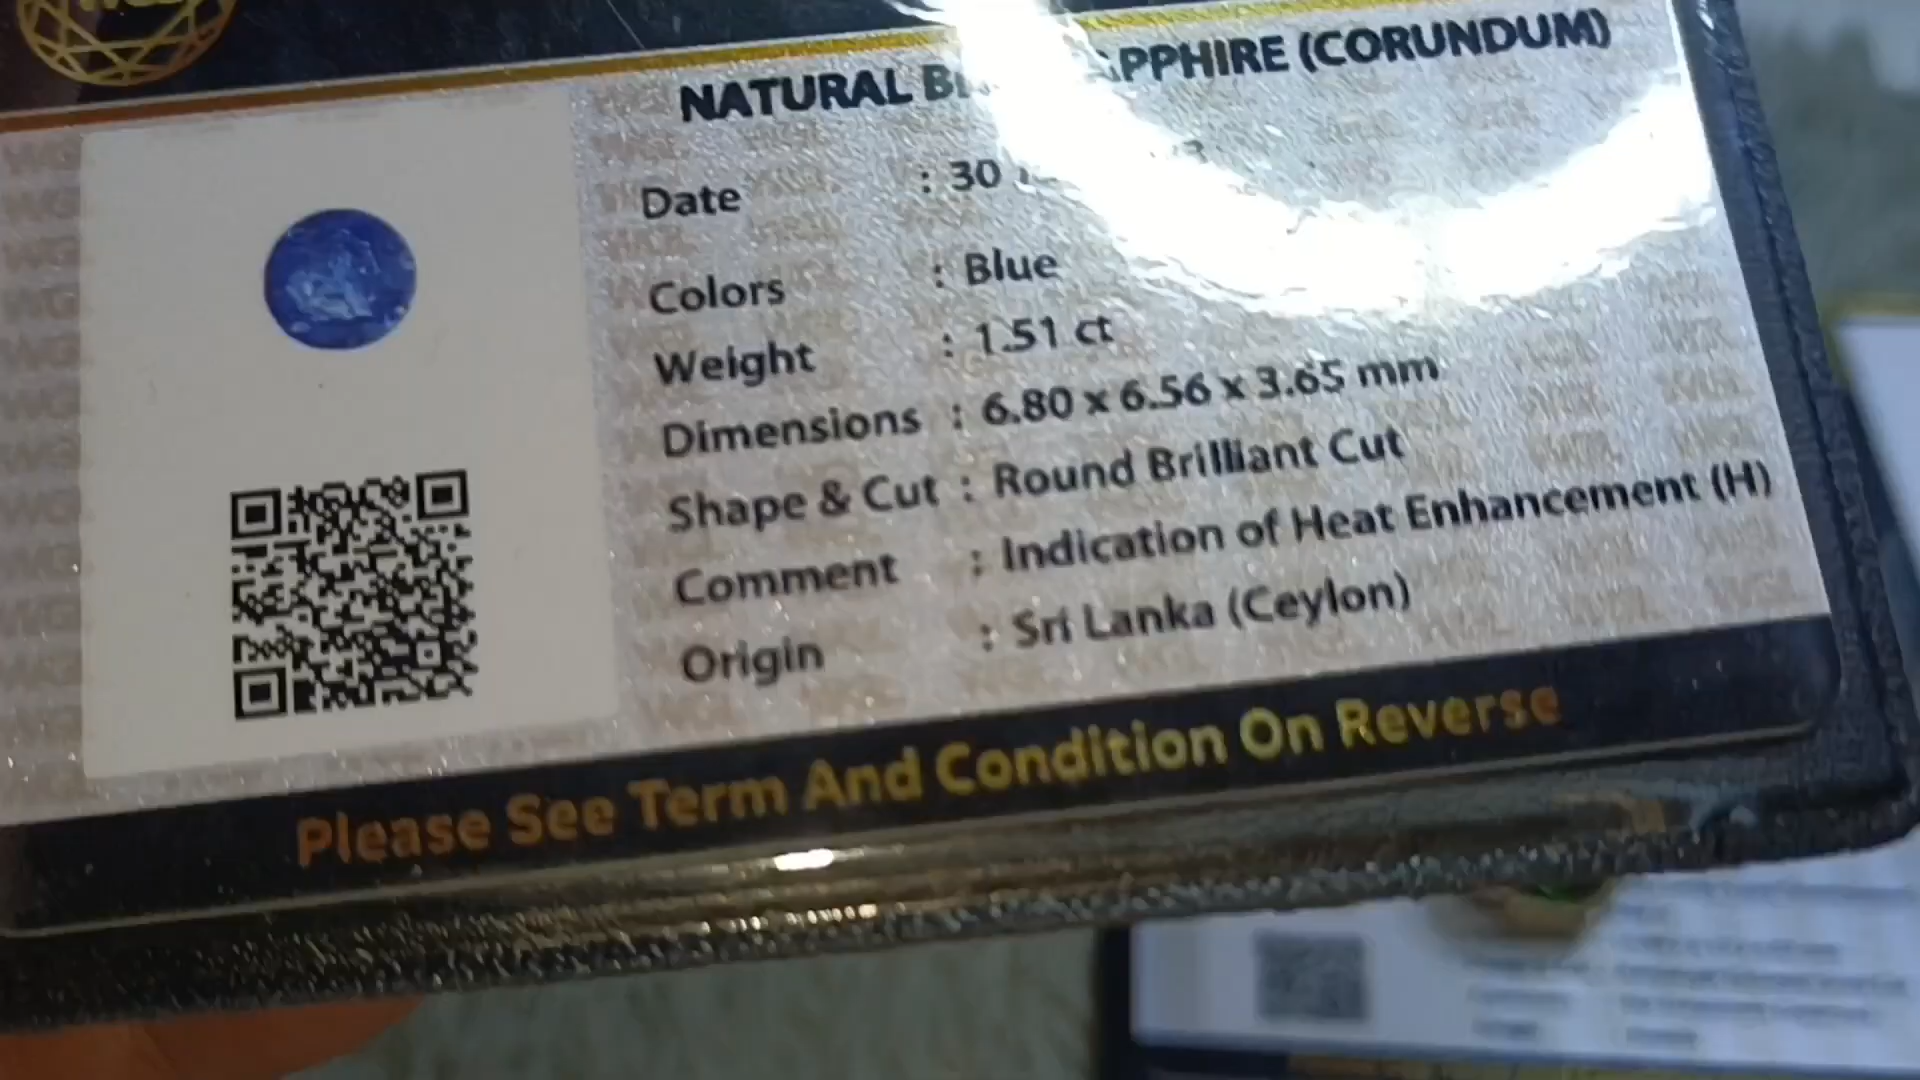 NATURAL SAPPHIRE (CORUNDUM)
Date : 30
Colors : Blue
Weight : 1.51 ct
Dimensions : 6.80 x 6.56 x 3.65 mm
Shape & Cut : Round Brilliant Cut
Comment : Indication of Heat Enhancement (H)
Origin : Sri Lanka (Ceylon)
Please See Term And Condition On Reverse